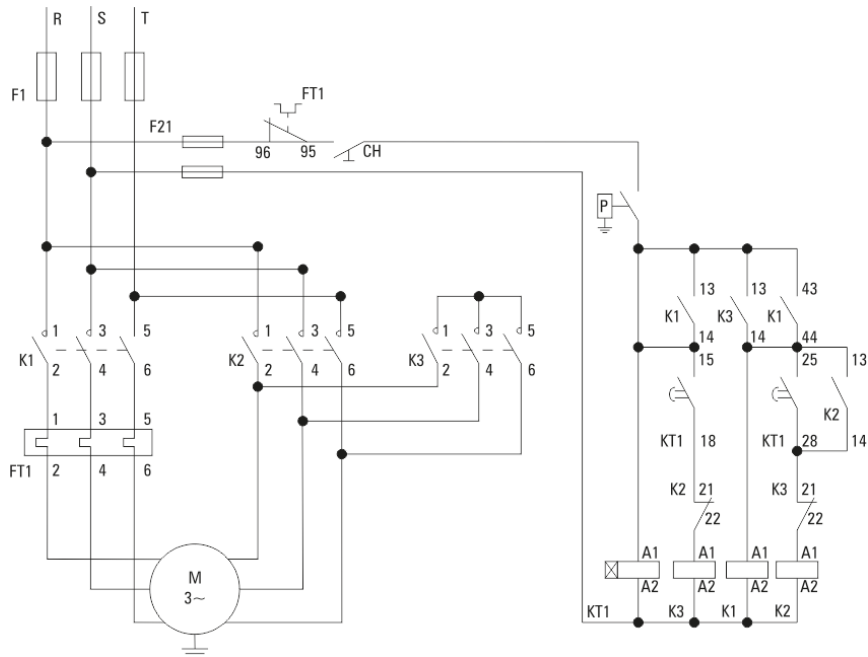 R S T
F1
FT1
F21
96 95 CH
P
13 13 43
K1 K3 K1
14 14 44
1 3 5 1 3 5 1 3 5
K1 K2 K3
2 4 6 2 4 6 2 4 6
15 25 13
K2
1 3 5
KT1 18 KT1 28 14
FT1 2 4 6
K2 21 K3 21
22 22
M
3~
A1 A1 A1 A1
A2 A2 A2 A2
KT1 K3 K1 K2